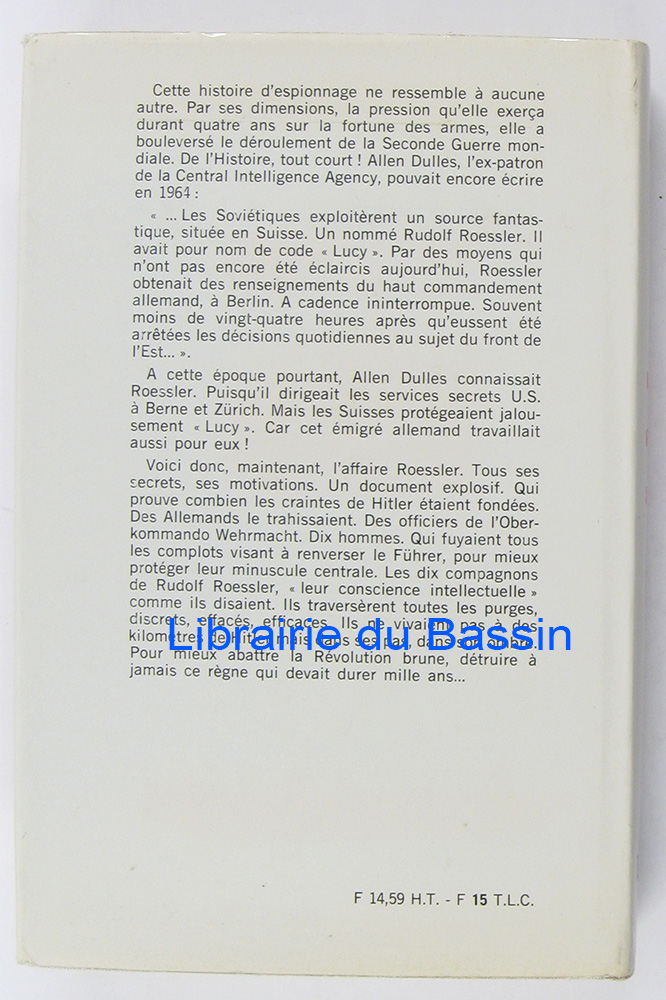 Cette histoire d'espionnage ne ressemble à aucune
autre. Par ses dimensions, la pression qu'elle exerça
durant quatre ans sur la fortune des armes, elle a
bouleversé le déroulement de la Seconde Guerre mon-
diale. De l'Histoire, tout court ! Allen Dulles, l'ex-patron
de la Central Intelligence Agency, pouvait encore écrire
en 1964 :
« ... Les Soviétiques exploitèrent un source fantas-
tique, située en Suisse. Un nommé Rudolf Roessler. Il
avait pour nom de code « Lucy ». Par des moyens qui
n'ont pas encore été éclaircis aujourd'hui, Roessler
obtenait des renseignements du haut commandement
allemand, à Berlin. A cadence ininterrompue. Souvent
moins de vingt-quatre heures après qu'eussent été
arrêtées les décisions quotidiennes au sujet du front de
l'Est... ».
A cette époque pourtant, Allen Dulles connaissait
Roessler. Puisqu'il dirigeait les services secrets U.S.
à Berne et Zürich. Mais les Suisses protégeaient jalou-
sement « Lucy ». Car cet émigré allemand travaillait
aussi pour eux !
Voici donc, maintenant, l'affaire Roessler. Tous ses
secrets, ses motivations. Un document explosif. Qui
prouve combien les craintes de Hitler étaient fondées.
Des Allemands le trahissaient. Des officiers de l'Ober-
kommando Wehrmacht. Dix hommes. Qui fuyaient tous
les complots visant à renverser le Führer, pour mieux
protéger leur minuscule centrale. Les dix compagnons
de Rudolf Roessler, « leur conscience intellectuelle »
comme ils disaient. Ils traversèrent toutes les purges,
discrets, effacés, efficaces. Ils ne vivaient pas à des
kilomètres de Hitler mais dans ses pas, dans son ombre.
Librairie du Bassin
Pour mieux abattre la Révolution brune, détruire à
jamais ce règne qui devait durer mille ans...
F 14,59 H.T. - F 15 T.L.C.